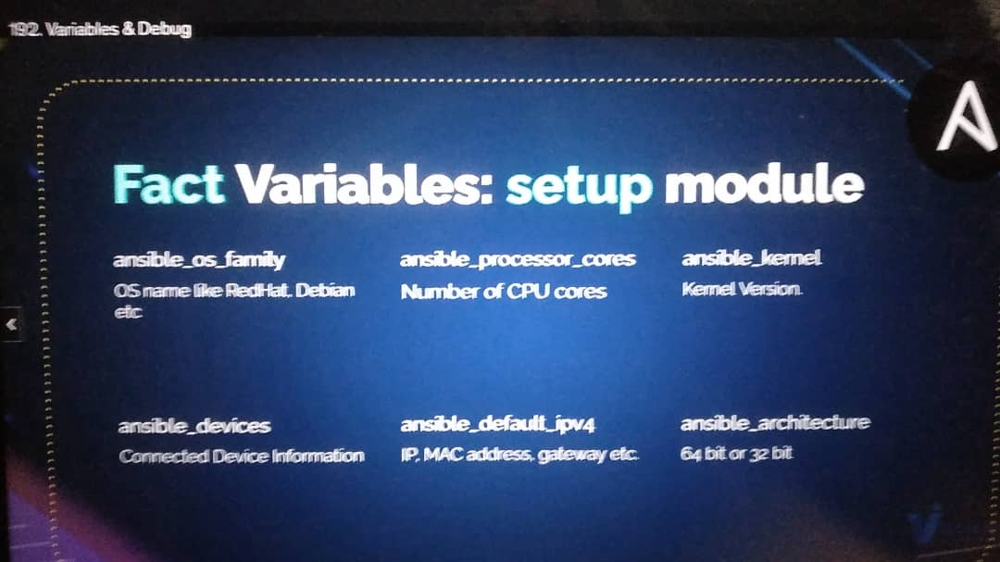 192. Variables & Debug
Fact Variables: setup module
ansible_os_family
OS name like RedHat, Debian
etc
ansible_processor_cores
Number of CPU cores
ansible_kernel
Kernel Version.
ansible_devices
Connected Device Information
ansible_default_ipv4
IP, MAC address, gateway etc.
ansible_architecture
64 bit or 32 bit